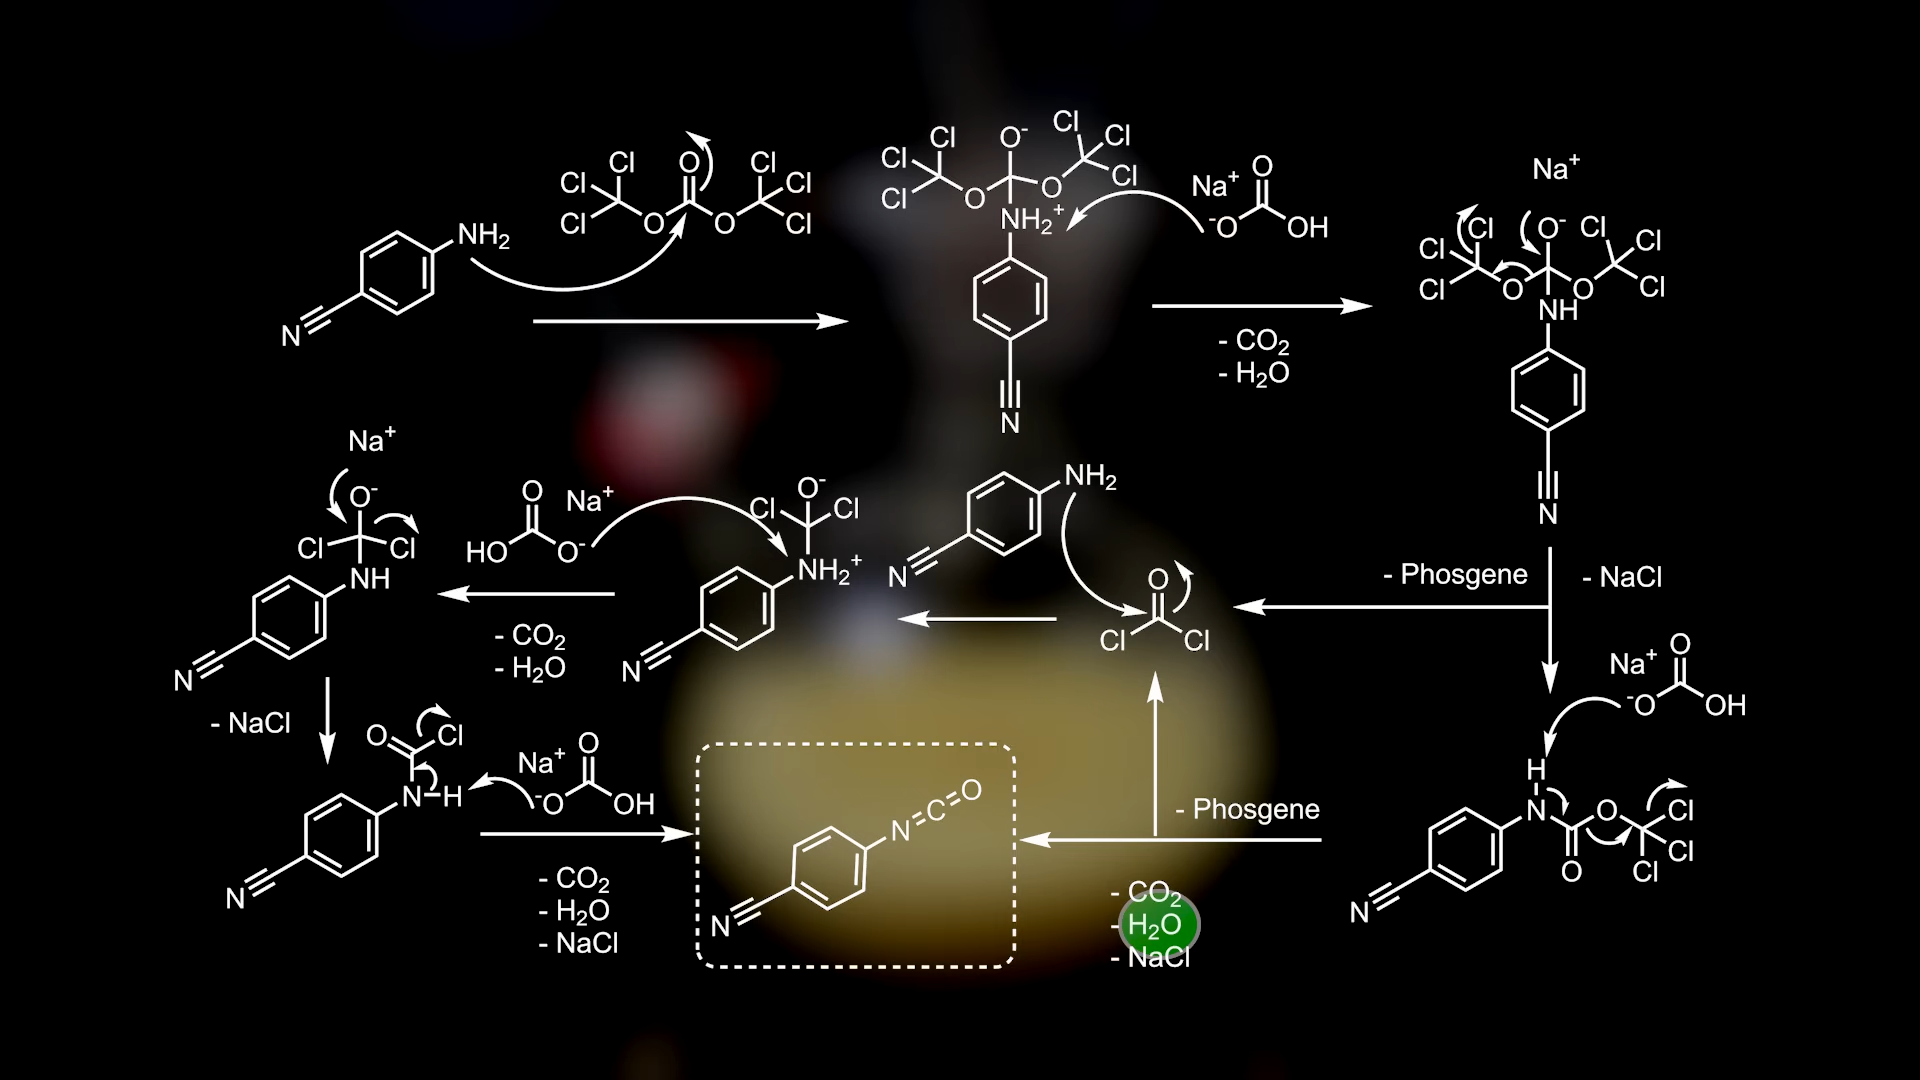 NH2
N
Cl
Cl
Cl
O
O
O
Cl
Cl
Cl
Cl
Cl
Cl
O
O-
O
Cl
Cl
Cl
NH2+
N
Na+
O
-O
OH
- CO2
- H2O
Na+
Cl
Cl
Cl
O
O-
O
Cl
Cl
Cl
NH
N
- Phosgene
- NaCl
NH2
N
O
Cl
Cl
O-
Cl
Cl
NH2+
N
O
Na+
HO
O-
- CO2
- H2O
Na+
O-
Cl
Cl
NH
N
- NaCl
O
Cl
N
H
N
Na+
O
-O
OH
- CO2
- H2O
- NaCl
N
C
O
N
- Phosgene
- CO2
- H2O
- NaCl
Na+
O
-O
OH
H
N
O
O
Cl
Cl
Cl
N